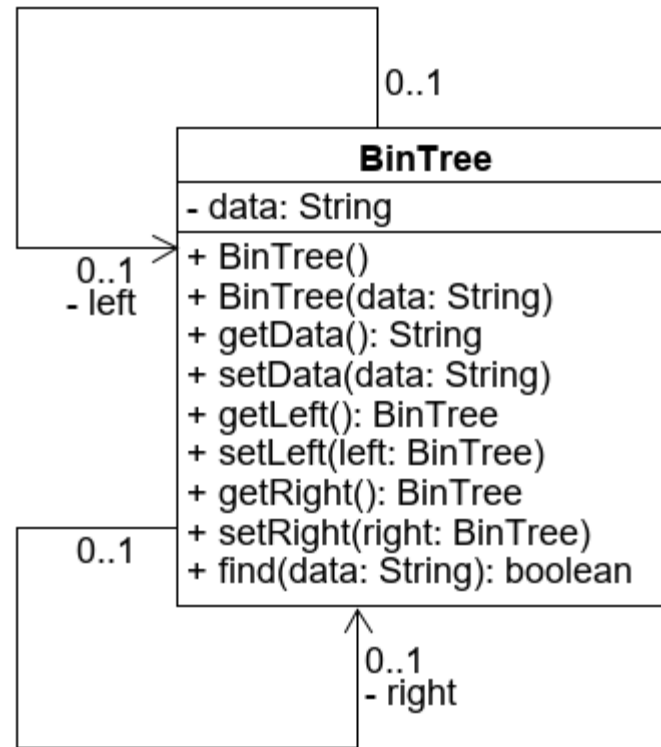 0..1
BinTree
- data: String
0..1
- left
+ BinTree()
+ BinTree(data: String)
+ getData(): String
+ setData(data: String)
+ getLeft(): BinTree
+ setLeft(left: BinTree)
+ getRight(): BinTree
+ setRight(right: BinTree)
+ find(data: String): boolean
0..1
0..1
- right